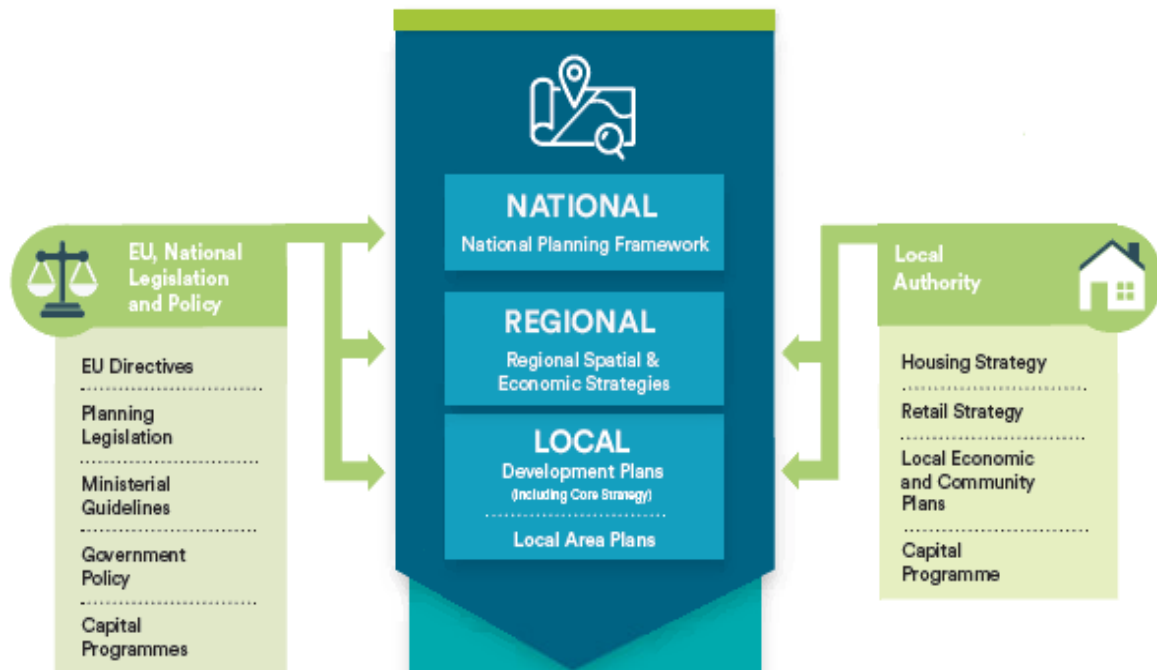 NATIONAL
National Planning Framework
REGIONAL
Regional Spatial &
Economic Strategies
LOCAL
Development Plans
(Including Core Strategy)
Local Area Plans
EU, National
Legislation
and Policy
EU Directives
Planning
Legislation
Ministerial
Guidelines
Government
Policy
Capital
Programmes
Local
Authority
Housing Strategy
Retail Strategy
Local Economic
and Community
Plans
Capital
Programme